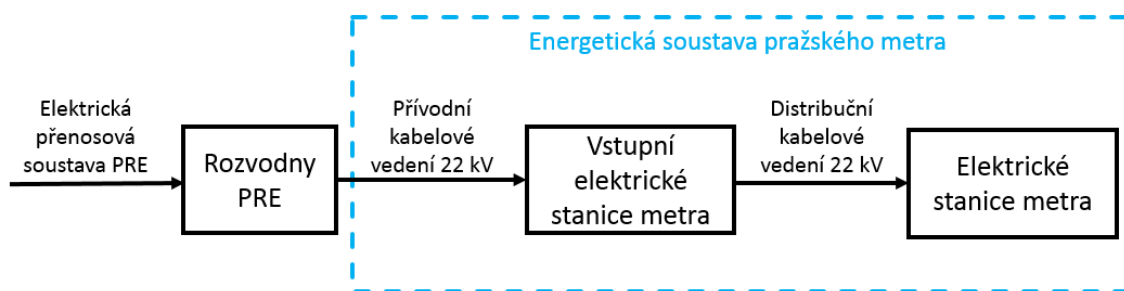 Energetická soustava pražského metra
Elektrická
přenosová
soustava PRE
Rozvodny
PRE
Přívodní
kabelové
vedení 22 kV
Vstupní
elektrické
stanice metra
Distribuční
kabelové
vedení 22 kV
Elektrické
stanice metra